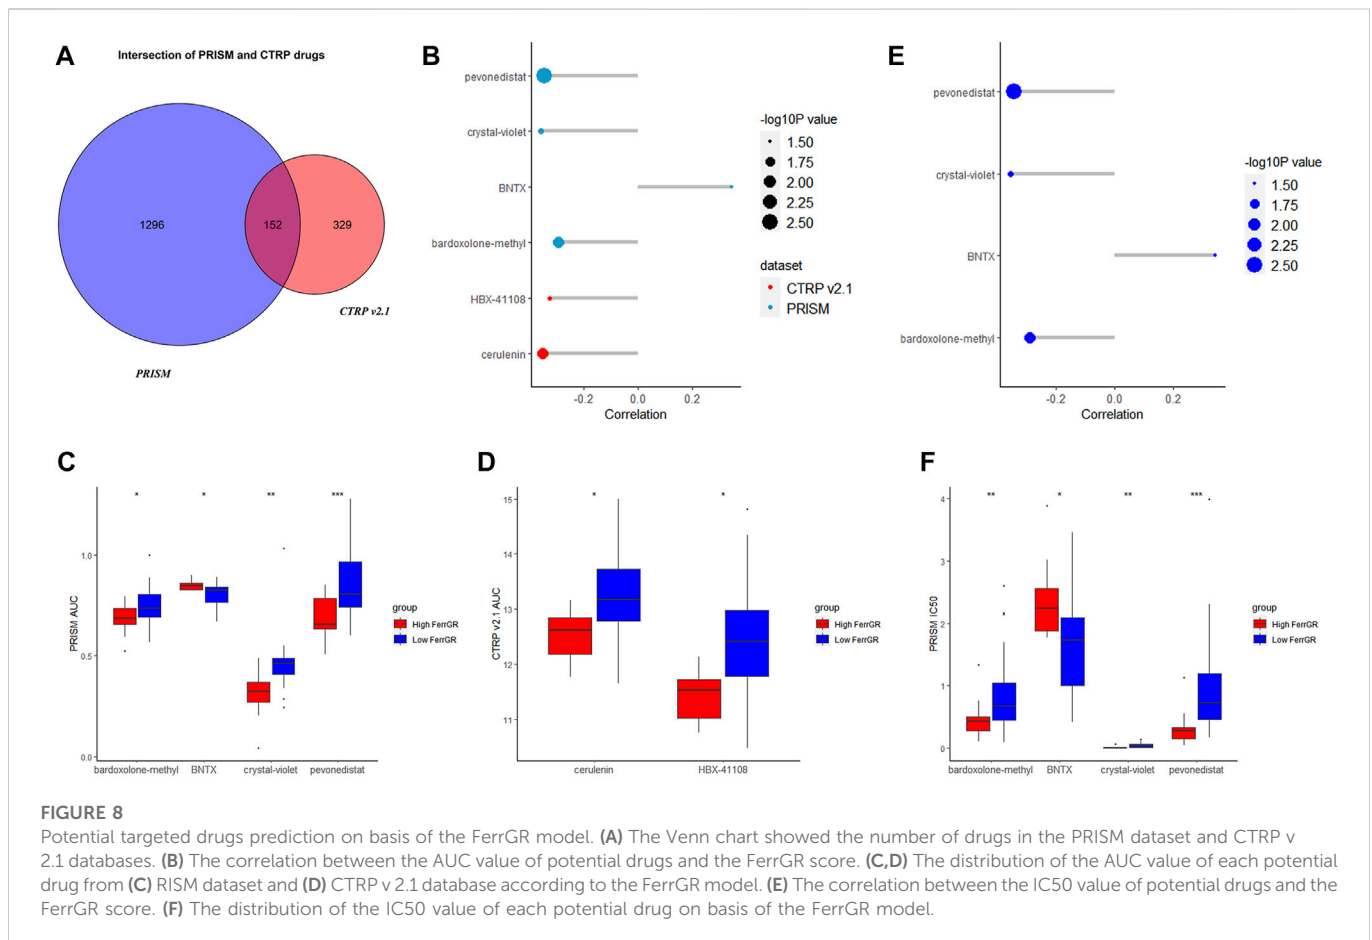 A
Intersection of PRISM and CTRP drugs
1296
152
329
CTRP v2.1
PRISM
B
pevonedistat
crystal-violet
BNTX
bardoxolone-methyl
HBX-41108
cerulenin
-0.2
0.0
0.2
Correlation
-log10P value
1.50
1.75
2.00
2.25
2.50
dataset
CTRP v2.1
PRISM
E
pevonedistat
crystal-violet
BNTX
bardoxolone-methyl
-0.2
0.0
0.2
Correlation
-log10P value
1.50
1.75
2.00
2.25
2.50
C
PRISM AUC
1.0
0.5
0.0
*
*
**
***
bardoxolone-methyl
BNTX
crystal-violet
pevonedistat
group
High FerrGR
Low FerrGR
D
CTRP v2.1 AUC
15
14
13
12
11
*
*
cerulenin
HBX-41108
group
High FerrGR
Low FerrGR
F
PRISM IC50
4
3
2
1
0
**
*
**
***
bardoxolone-methyl
BNTX
crystal-violet
pevonedistat
group
High FerrGR
Low FerrGR
FIGURE 8
Potential targeted drugs prediction on basis of the FerrGR model. (A) The Venn chart showed the number of drugs in the PRISM dataset and CTRP v
2.1 databases. (B) The correlation between the AUC value of potential drugs and the FerrGR score. (C,D) The distribution of the AUC value of each potential
drug from (C) RISM dataset and (D) CTRP v 2.1 database according to the FerrGR model. (E) The correlation between the IC50 value of potential drugs and the
FerrGR score. (F) The distribution of the IC50 value of each potential drug on basis of the FerrGR model.